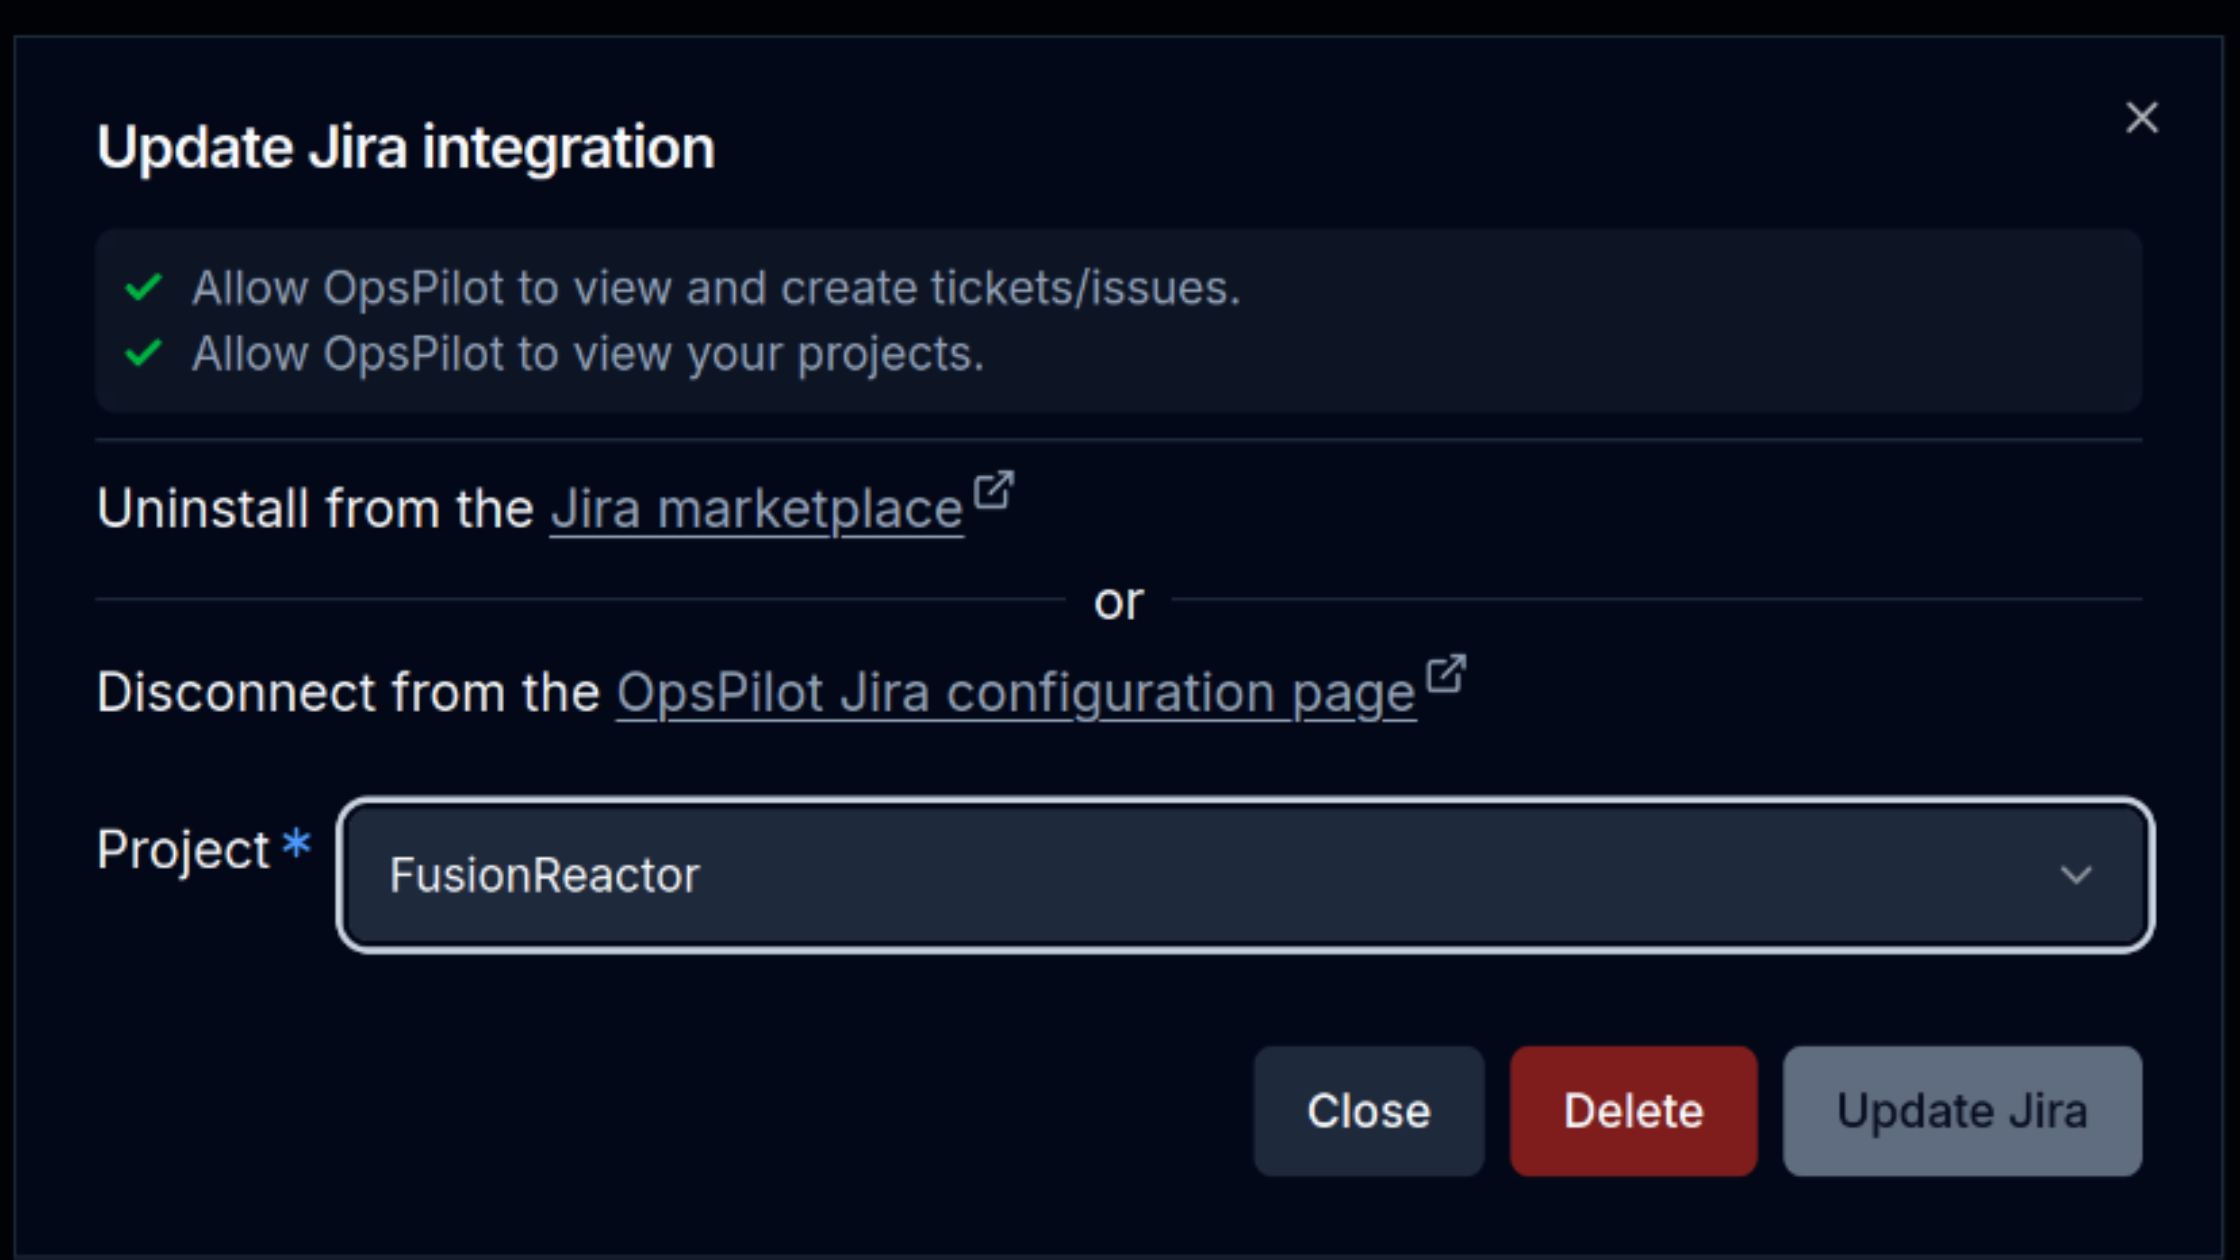 Update Jira integration
Allow OpsPilot to view and create tickets/issues.
Allow OpsPilot to view your projects.
Uninstall from the Jira marketplace
or
Disconnect from the OpsPilot Jira configuration page
Project *
FusionReactor
Close
Delete
Update Jira